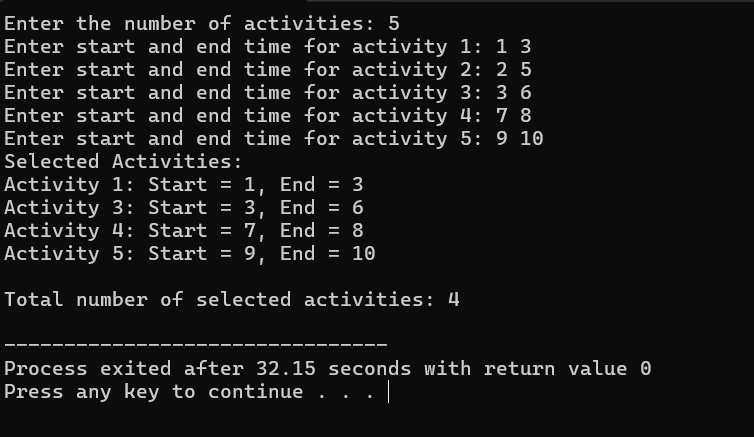 Enter the number of activities: 5
Enter start and end time for activity 1: 1 3
Enter start and end time for activity 2: 2 5
Enter start and end time for activity 3: 3 6
Enter start and end time for activity 4: 7 8
Enter start and end time for activity 5: 9 10
Selected Activities:
Activity 1: Start = 1, End = 3
Activity 3: Start = 3, End = 6
Activity 4: Start = 7, End = 8
Activity 5: Start = 9, End = 10
Total number of selected activities: 4
--------------------------------
Process exited after 32.15 seconds with return value 0
Press any key to continue . . .